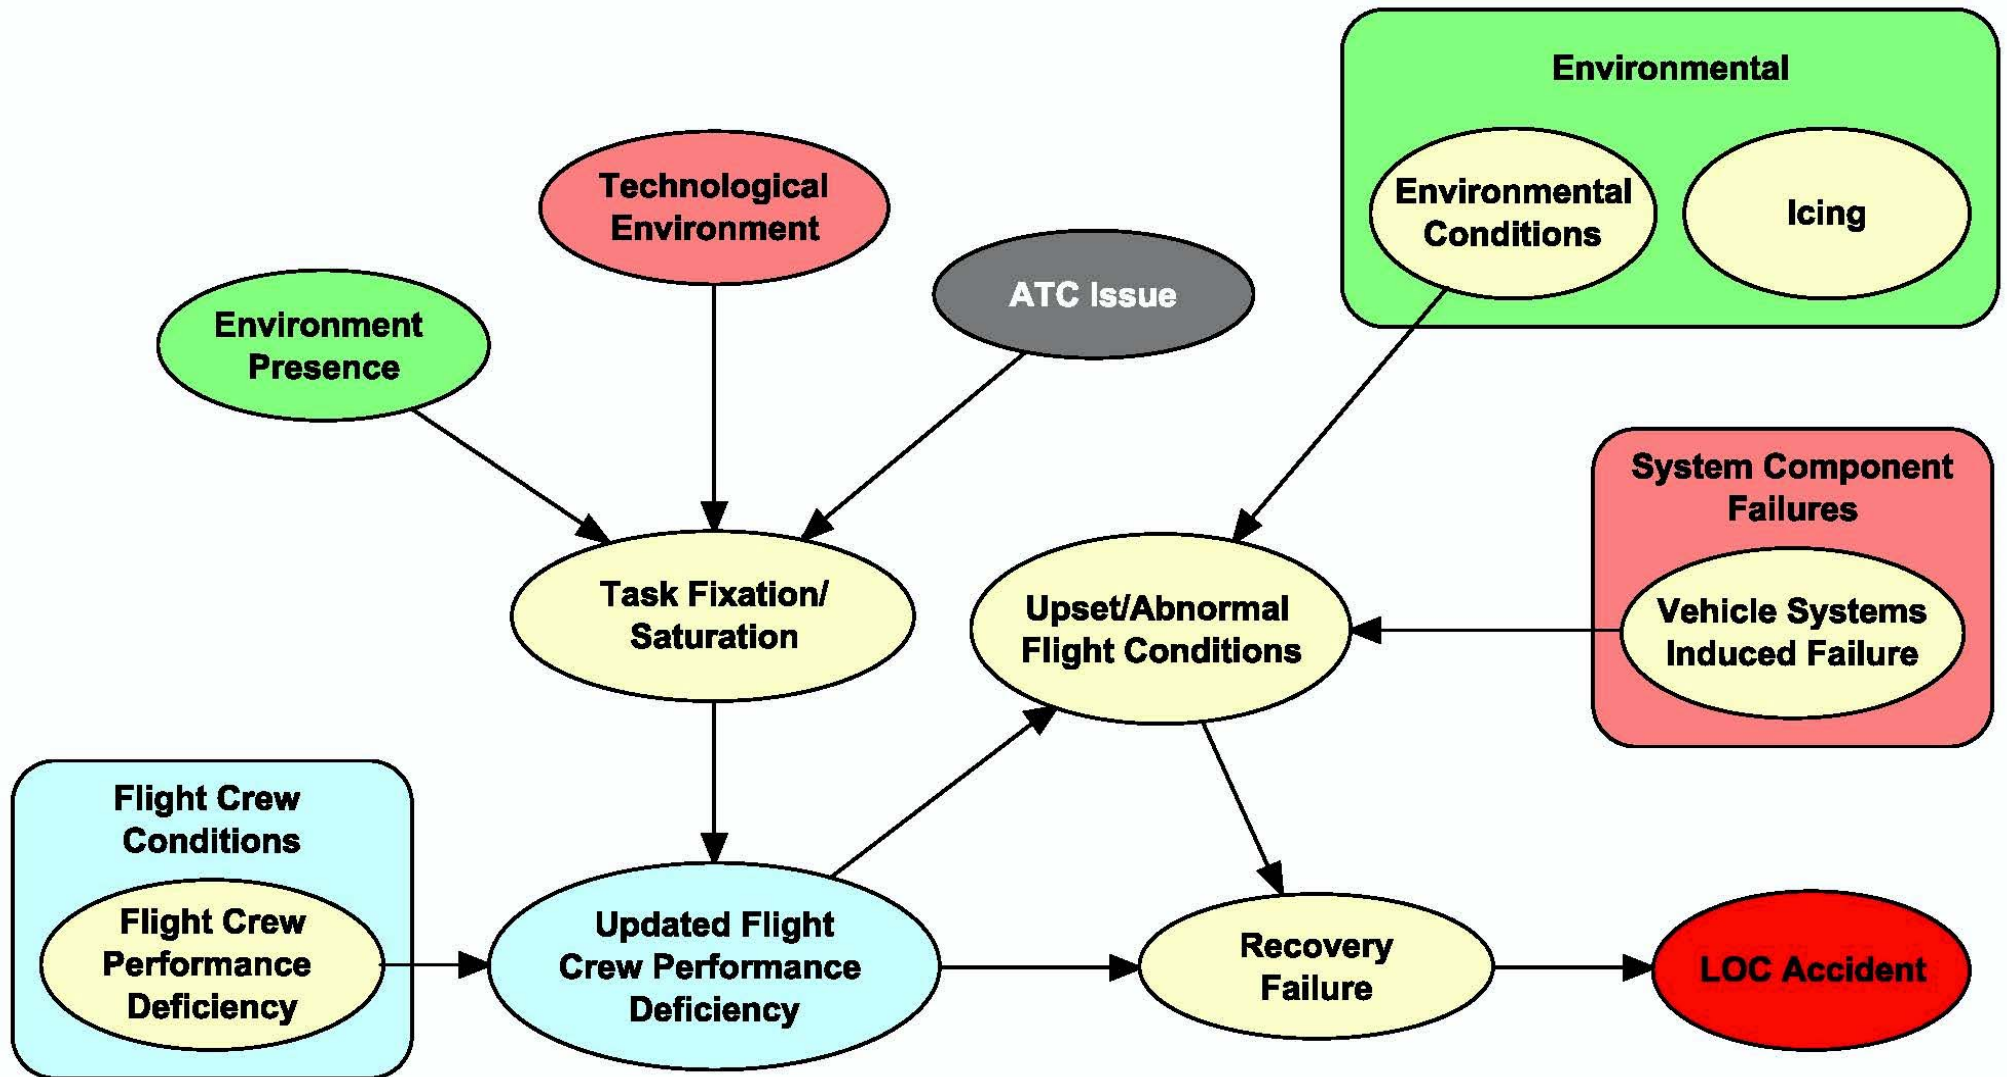 Environmental
Technological
Environment
Environmental
Conditions
Icing
ATC Issue
Environment
Presence
System Component
Failures
Task Fixation/
Saturation
Upset/Abnormal
Flight Conditions
Vehicle Systems
Induced Failure
Flight Crew
Conditions
Flight Crew
Performance
Deficiency
Updated Flight
Crew Performance
Deficiency
Recovery
Failure
LOC Accident